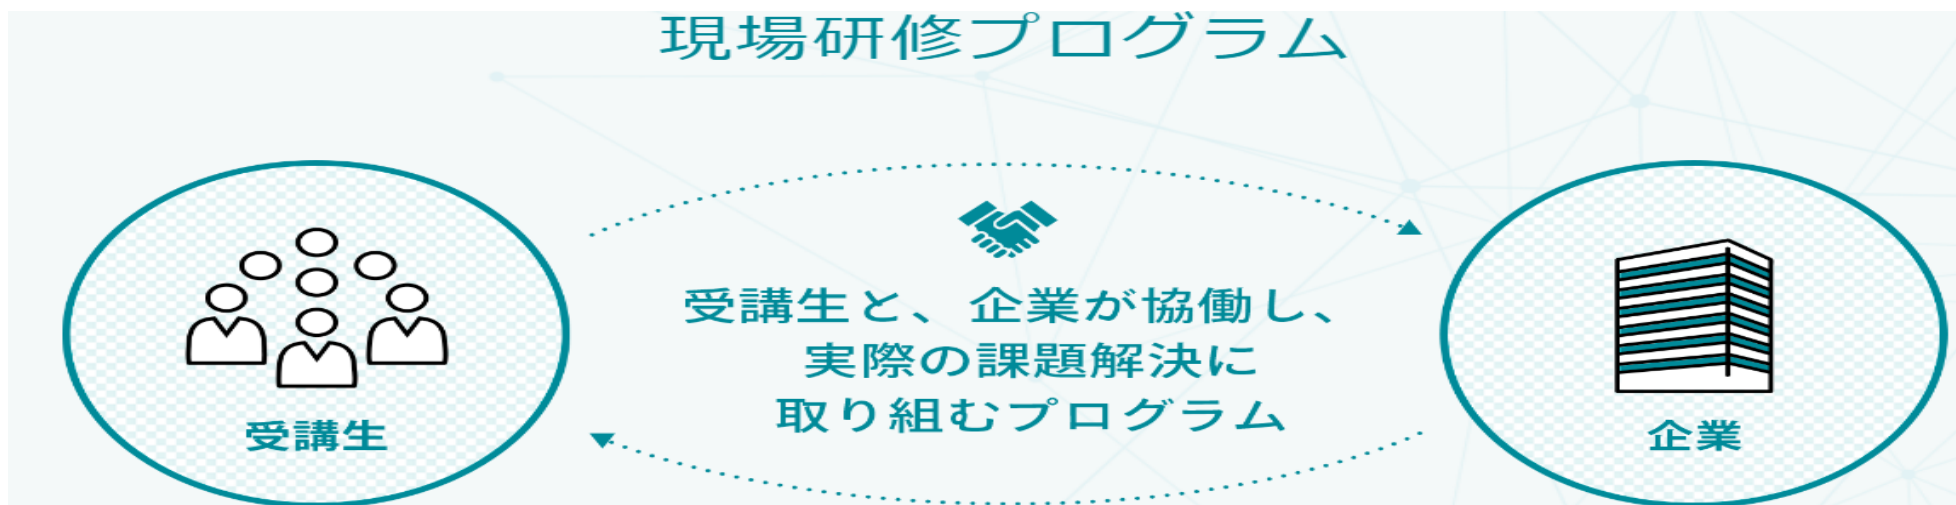 現場研修プログラム
受講生と、企業が協働し、
実際の課題解決に
取り組むプログラム
受講生
企業